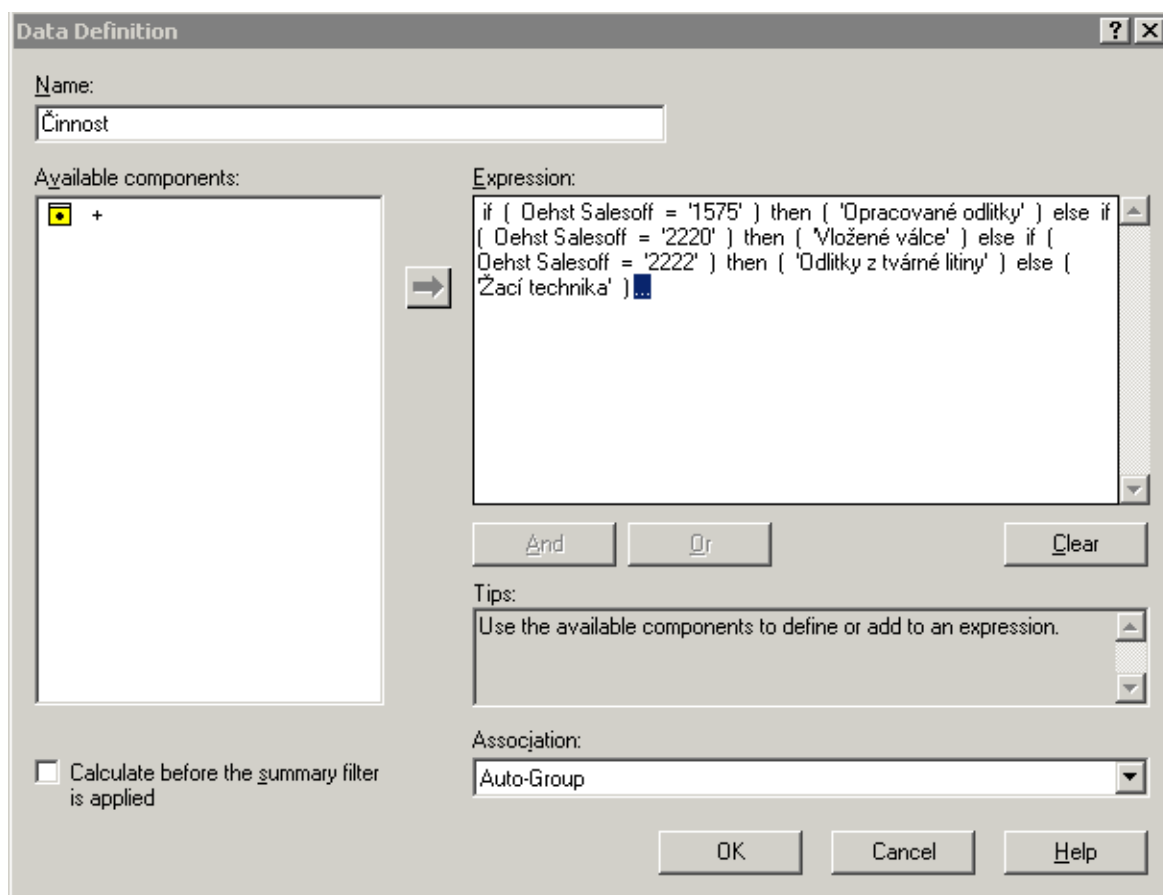 Data Definition
Name:
Činnost
Available components:
+
Expression:
if ( Oehst Salesoff = '1575' ) then ( 'Opracované odlitky' ) else if
( Oehst Salesoff = '2220' ) then ( 'Vložené válce' ) else if (
Oehst Salesoff = '2222' ) then ( 'Odlitky z tvárné litiny' ) else (
'Žací technika' )...
And
Or
Clear
Tips:
Use the available components to define or add to an expression.
Association:
Auto-Group
Calculate before the summary filter
is applied
OK
Cancel
Help